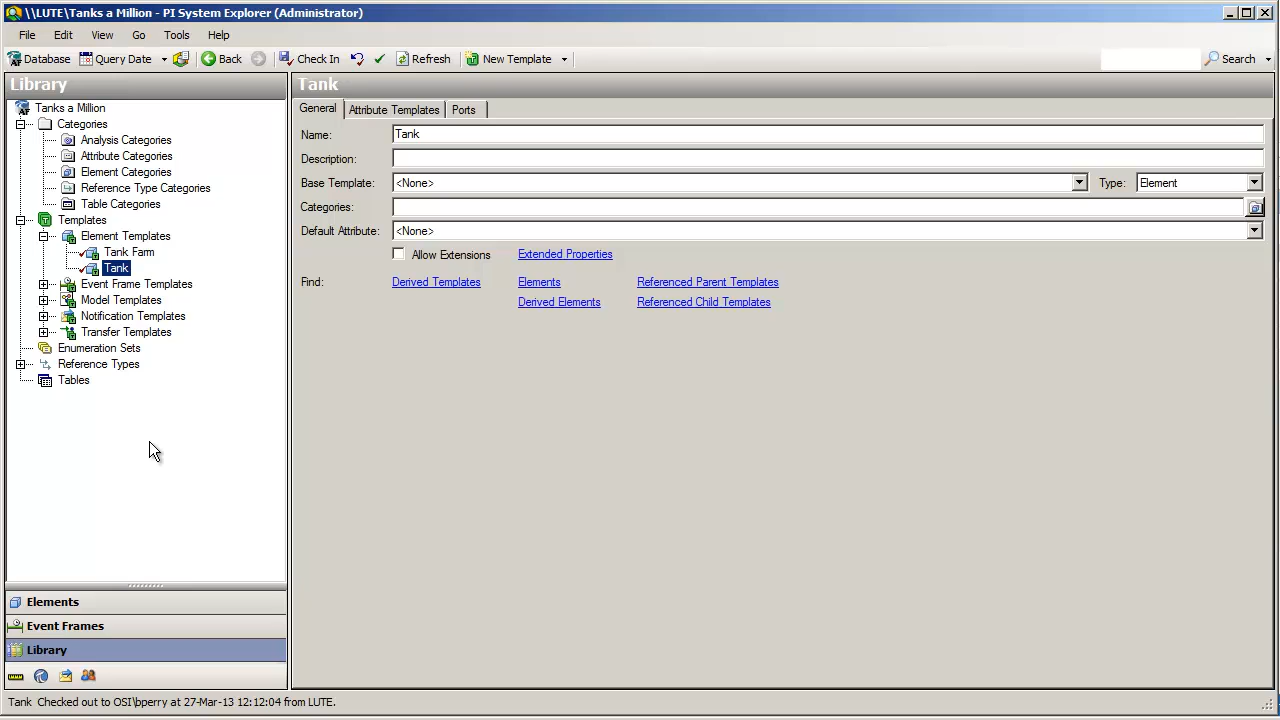 \\LUTE\Tanks a Million - PI System Explorer (Administrator)
File Edit View Go Tools Help
Database Query Date Back Check In Refresh New Template Search
Library
Tanks a Million
Categories
Analysis Categories
Attribute Categories
Element Categories
Reference Type Categories
Table Categories
Templates
Element Templates
Tank Farm
Tank
Event Frame Templates
Model Templates
Notification Templates
Transfer Templates
Enumeration Sets
Reference Types
Tables
Elements
Event Frames
Library
Tank
General Attribute Templates Ports
Name: Tank
Description:
Base Template: <None> Type: Element
Categories:
Default Attribute: <None>
Allow Extensions Extended Properties
Find: Derived Templates Elements Referenced Parent Templates
Derived Elements Referenced Child Templates
Tank Checked out to OSI\bperry at 27-Mar-13 12:12:04 from LUTE.